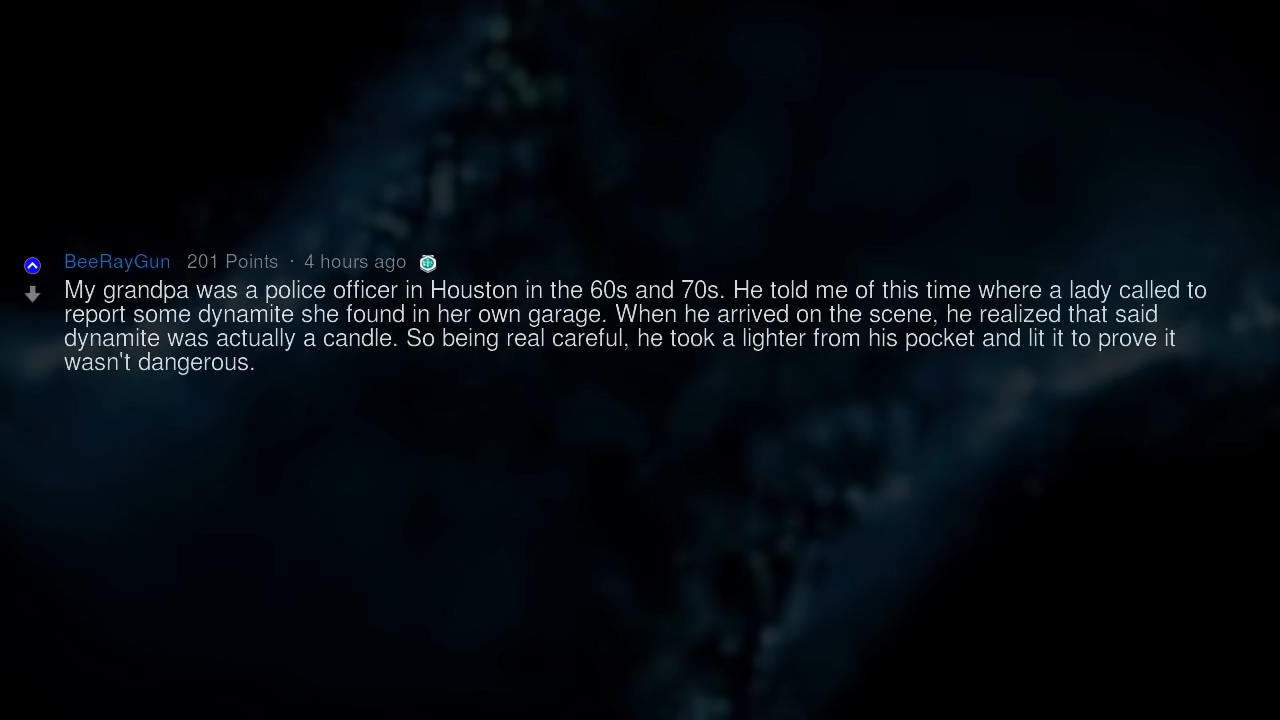 BeeRayGun 201 Points · 4 hours ago
My grandpa was a police officer in Houston in the 60s and 70s. He told me of this time where a lady called to
report some dynamite she found in her own garage. When he arrived on the scene, he realized that said
dynamite was actually a candle. So being real careful, he took a lighter from his pocket and lit it to prove it
wasn't dangerous.